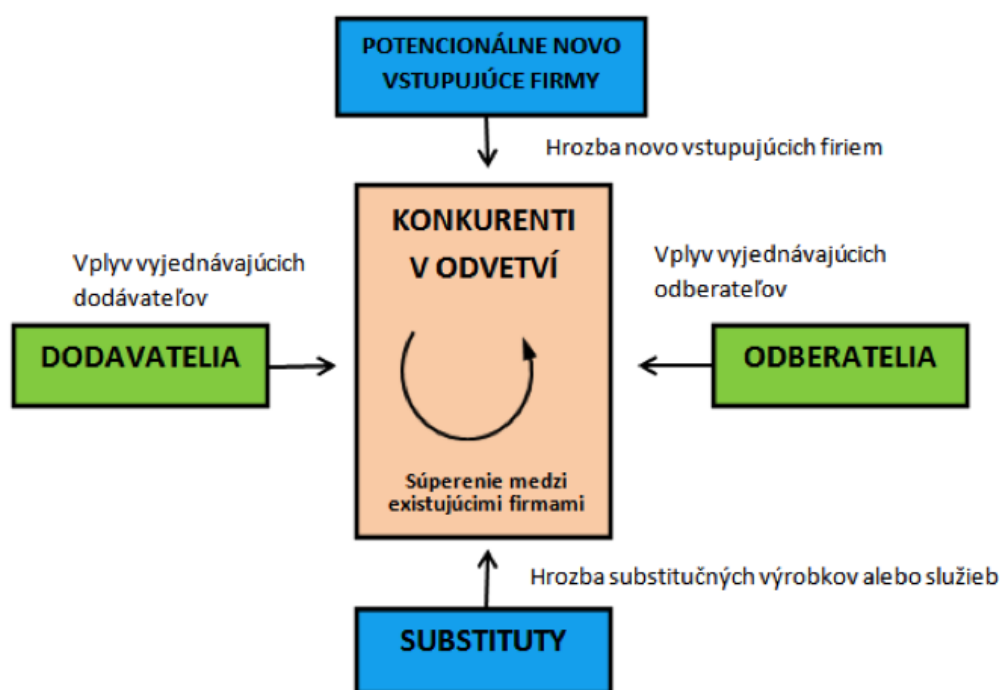 POTENCIONÁLNE NOVO
VSTUPUJÚCE FIRMY
Hrozba novo vstupujúcich firiem
KONKURENTI
V ODVETVÍ
Vplyv vyjednávajúcich
dodávateľov
Vplyv vyjednávajúcich
odberateľov
DODAVATELIA
ODBERATELIA
Súperenie medzi
existujúcimi firmami
Hrozba substitučných výrobkov alebo služieb
SUBSTITUTY